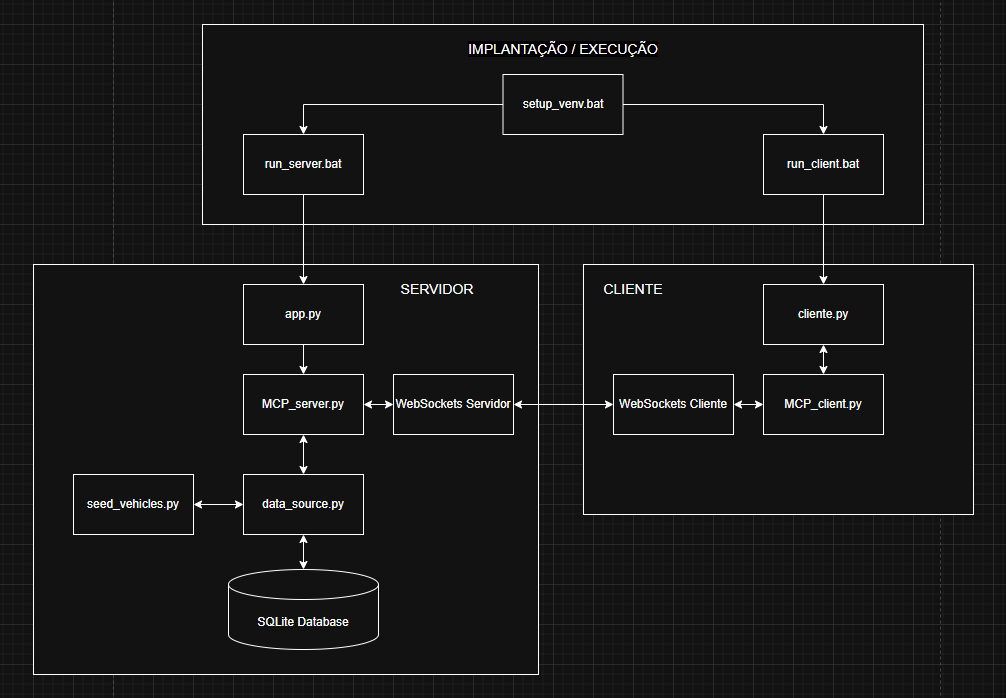 IMPLANTAÇÃO / EXECUÇÃO
setup_venv.bat
run_server.bat
run_client.bat
SERVIDOR
app.py
MCP_server.py
WebSockets Servidor
seed_vehicles.py
data_source.py
SQLite Database
CLIENTE
cliente.py
WebSockets Cliente
MCP_client.py